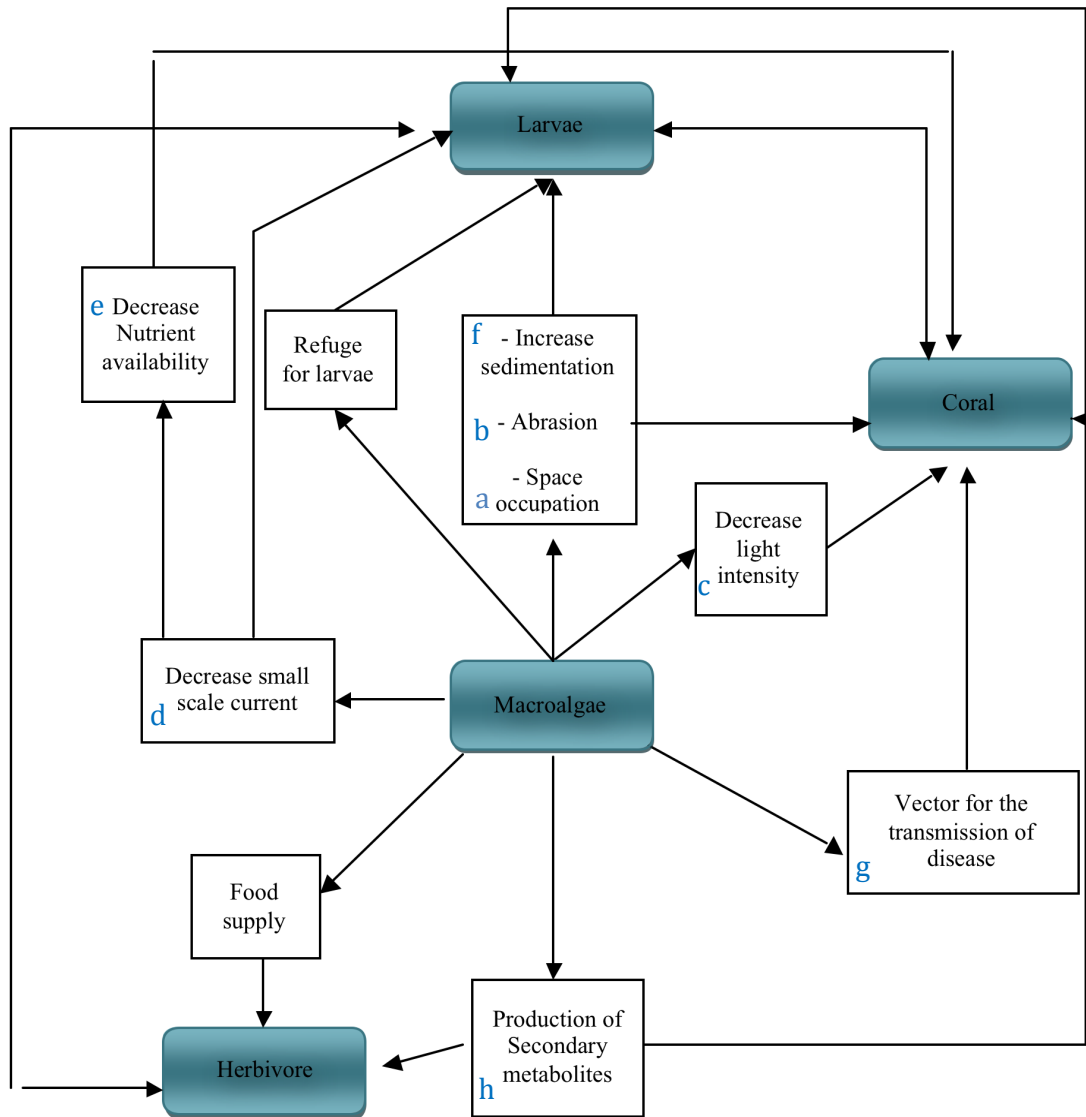 Larvae
e Decrease
Nutrient
availability
Refuge
for larvae
f - Increase
sedimentation
b - Abrasion
- Space
a occupation
Coral
Decrease
light
c intensity
Decrease small
scale current
d
Macroalgae
Vector for the
transmission of
disease
g
Food
supply
Production of
Secondary
metabolites
h
Herbivore